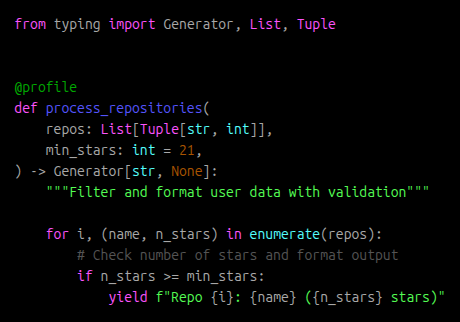 from typing import Generator, List, Tuple
@profile
def process_repositories(
    repos: List[Tuple[str, int]],
    min_stars: int = 21,
) -> Generator[str, None]:
    """Filter and format user data with validation"""
    for i, (name, n_stars) in enumerate(repos):
        # Check number of stars and format output
        if n_stars >= min_stars:
            yield f"Repo {i}: {name} ({n_stars} stars)"